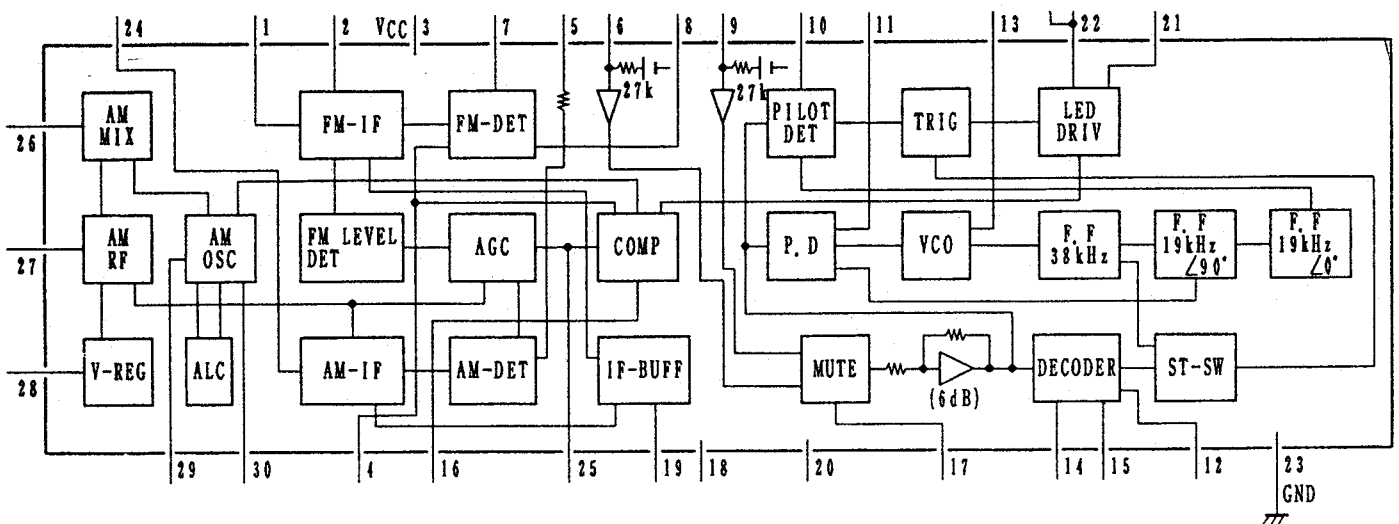 24 1 2 VCC 3 7 5 6 8 9 10 11 13 22 21
27k 27k
26 AM MIX FM-IF FM-DET PILOT DET TRIG LED DRIV
27 AM RF AM OSC FM LEVEL DET AGC COMP P.D VCO F.F 38kHz F.F 19kHz ∠90° F.F 19kHz ∠0°
28 V-REG ALC AM-IF AM-DET IF-BUFF MUTE (6dB) DECODER ST-SW
29 30 4 16 25 19 18 20 17 14 15 12 23
GND